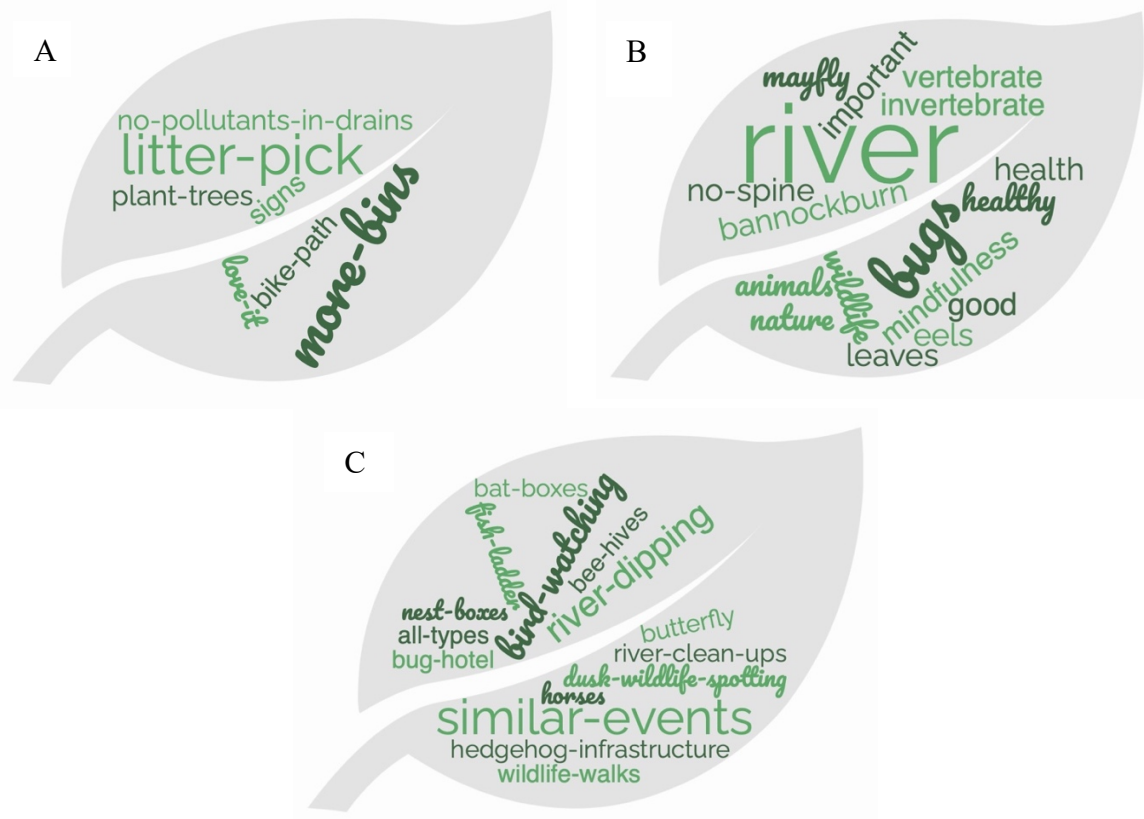 A
no-pollutants-in-drains
litter-pick
plant-trees
signs
love-it
bike-path
more-bins
B
mayfly
important
vertebrate
invertebrate
river
no-spine
bannockburn
health
healthy
bugs
wildlife
animals
nature
mindfulness
good
eels
leaves
C
bat-boxes
fish-ladder
bind-watching
bee-hives
river-dipping
nest-boxes
all-types
bug-hotel
butterfly
river-clean-ups
dusk-wildlife-spotting
horses
similar-events
hedgehog-infrastructure
wildlife-walks